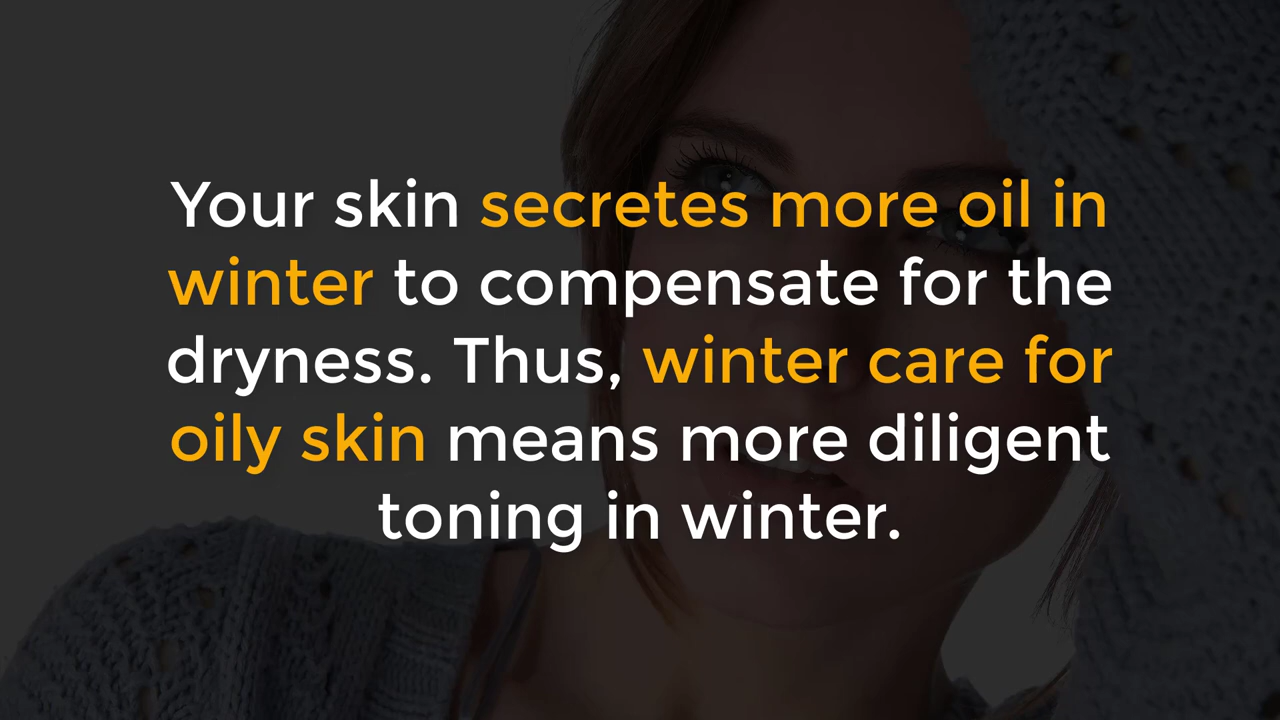 Your skin secretes more oil in
winter to compensate for the
dryness. Thus, winter care for
oily skin means more diligent
toning in winter.